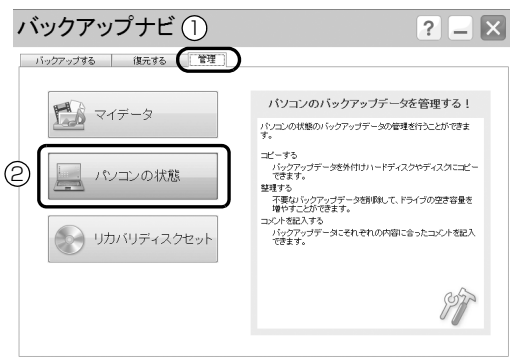 バックアップナビ ①
? － ×
バックアップする 復元する 管理
マイデータ
② パソコンの状態
リカバリディスクセット
パソコンのバックアップデータを管理する！
パソコンの状態のバックアップデータの管理を行うことができま
す。
コピーする
バックアップデータを外付けハードディスクやディスクにコピー
できます。
整理する
不要なバックアップデータを削除して、ドライブの空き容量を
増やすことができます。
コメントを記入する
バックアップデータにそれぞれの内容に合ったコメントを記入
できます。